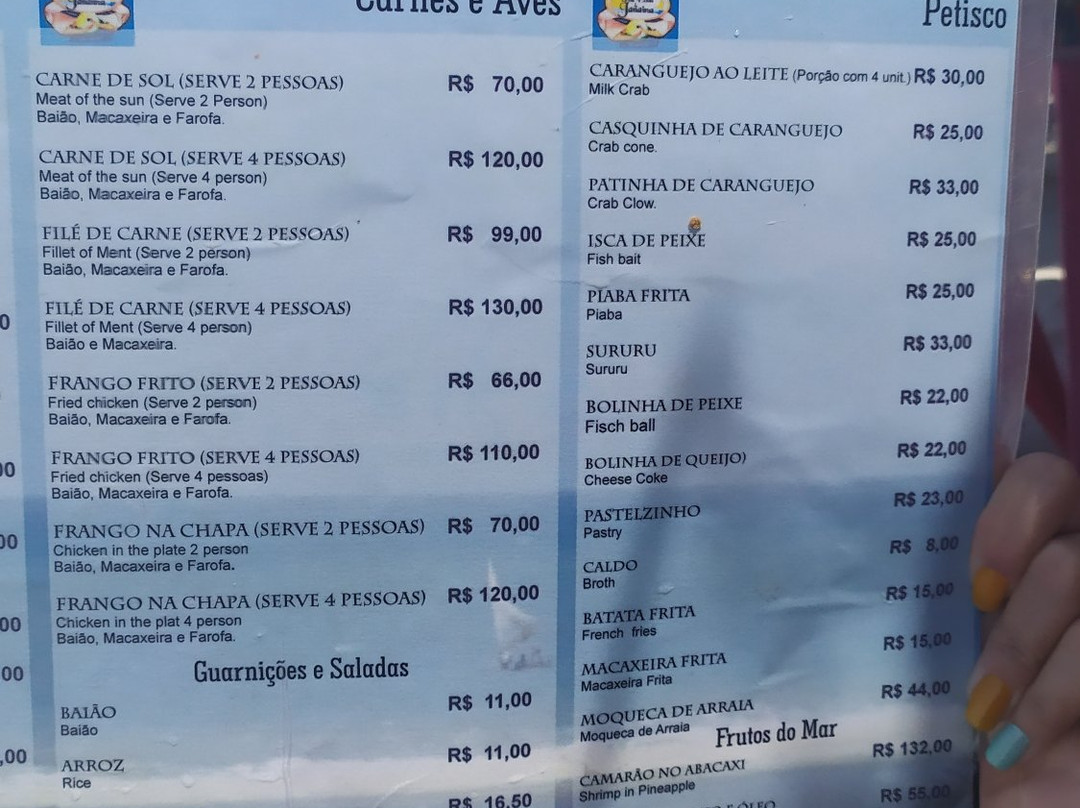 Carnes e Aves
CARNE DE SOL (SERVE 2 PESSOAS) R$ 70,00
Meat of the sun (Serve 2 Person)
Baião, Macaxeira e Farofa.
CARNE DE SOL (SERVE 4 PESSOAS) R$ 120,00
Meat of the sun (Serve 4 person)
Baião, Macaxeira e Farofa.
FILÉ DE CARNE (SERVE 2 PESSOAS) R$ 99,00
Fillet of Ment (Serve 2 person)
Baião, Macaxeira e Farofa.
FILÉ DE CARNE (SERVE 4 PESSOAS) R$ 130,00
Fillet of Ment (Serve 4 person)
Baião e Macaxeira.
FRANGO FRITO (SERVE 2 PESSOAS) R$ 66,00
Fried chicken (Serve 2 person)
Baião, Macaxeira e Farofa.
FRANGO FRITO (SERVE 4 PESSOAS) R$ 110,00
Fried chicken (Serve 4 pessoas)
Baião, Macaxeira e Farofa.
FRANGO NA CHAPA (SERVE 2 PESSOAS) R$ 70,00
Chicken in the plate 2 person
Baião, Macaxeira e Farofa.
FRANGO NA CHAPA (SERVE 4 PESSOAS) R$ 120,00
Chicken in the plat 4 person
Baião, Macaxeira e Farofa.
Guarnições e Saladas
BAIÃO R$ 11,00
Baião
ARROZ R$ 11,00
Rice
R$ 16,50
Petisco
CARANGUEJO AO LEITE (Porção com 4 unit.) R$ 30,00
Milk Crab
CASQUINHA DE CARANGUEJO R$ 25,00
Crab cone.
PATINHA DE CARANGUEJO R$ 33,00
Crab Clow.
ISCA DE PEIXE R$ 25,00
Fish bait
PIABA FRITA R$ 25,00
Piaba
SURURU R$ 33,00
Sururu
BOLINHA DE PEIXE R$ 22,00
Fisch ball
BOLINHA DE QUEIJO) R$ 22,00
Cheese Coke
PASTELZINHO R$ 23,00
Pastry
CALDO R$ 8,00
Broth
BATATA FRITA R$ 15,00
French fries
MACAXEIRA FRITA R$ 15,00
Macaxeira Frita
MOQUECA DE ARRAIA R$ 44,00
Moqueca de Arraia
Frutos do Mar
CAMARÃO NO ABACAXI R$ 132,00
Shrimp in Pineapple
R$ 55,00